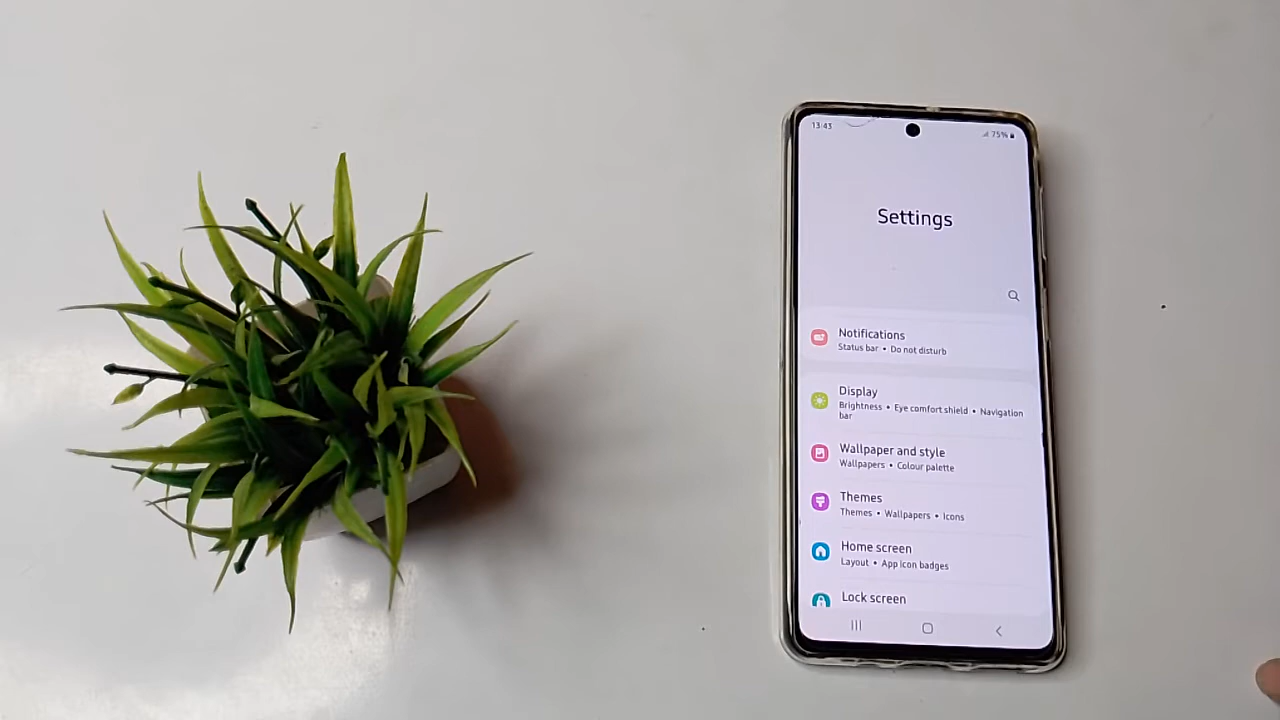 13:43
75%
Settings
Notifications
Status bar • Do not disturb
Display
Brightness • Eye comfort shield • Navigation
bar
Wallpaper and style
Wallpapers • Colour palette
Themes
Themes • Wallpapers • Icons
Home screen
Layout • App icon badges
Lock screen